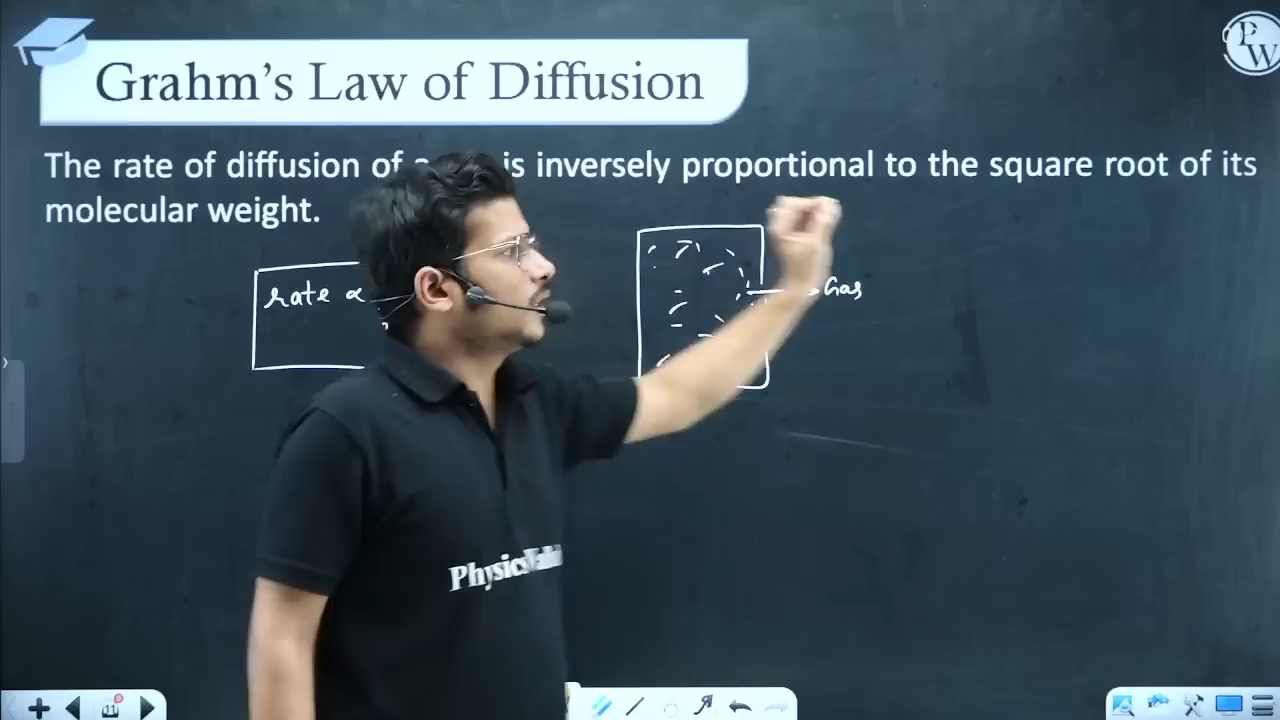 Grahm's Law of Diffusion
PW
The rate of diffusion of is inversely proportional to the square root of its
molecular weight.
rate ∝
Gas
Physics
11